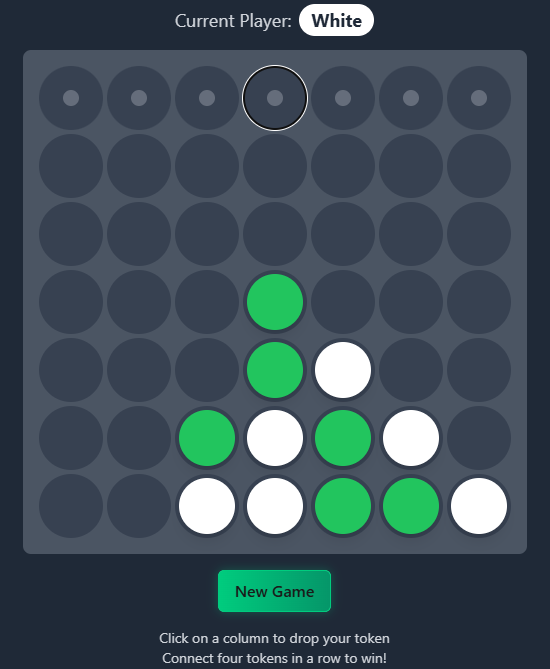 Current Player: White
New Game
Click on a column to drop your token
Connect four tokens in a row to win!